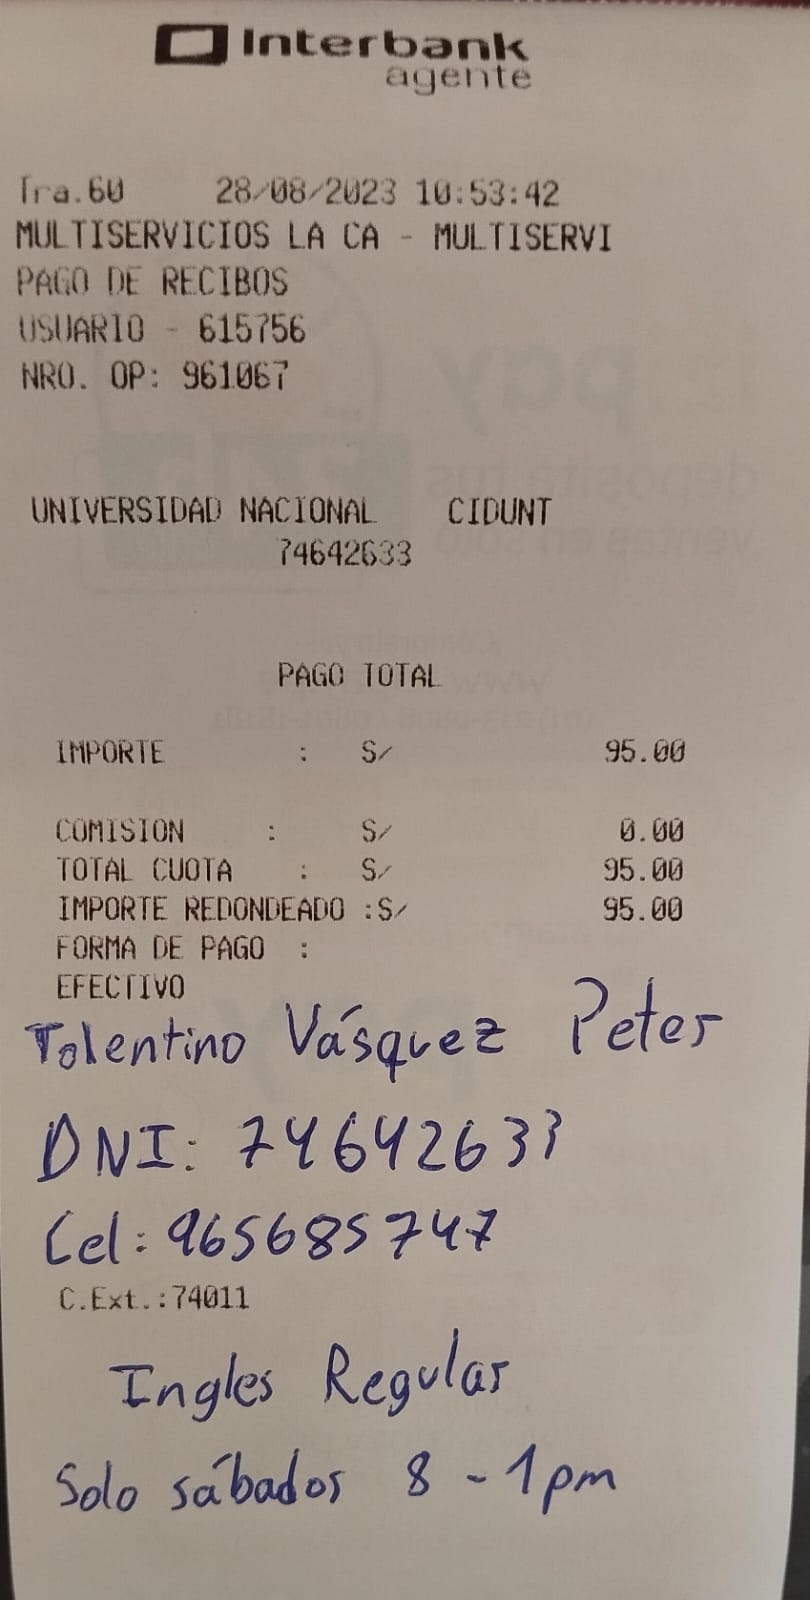 Interbank
agente
Tra.60 28/08/2023 10:53:42
MULTISERVICIOS LA CA - MULTISERVI
PAGO DE RECIBOS
USUARIO - 615756
NRO. OP: 961067
UNIVERSIDAD NACIONAL CIDUNT
74642633
PAGO TOTAL
IMPORTE : S/ 95.00
COMISION : S/ 0.00
TOTAL CUOTA : S/ 95.00
IMPORTE REDONDEADO :S/ 95.00
FORMA DE PAGO :
EFECTIVO
Tolentino Vásquez Peter
DNI: 74642633
Cel: 965685747
C.Ext.:74011
Ingles Regular
Solo sábados 8 - 1pm